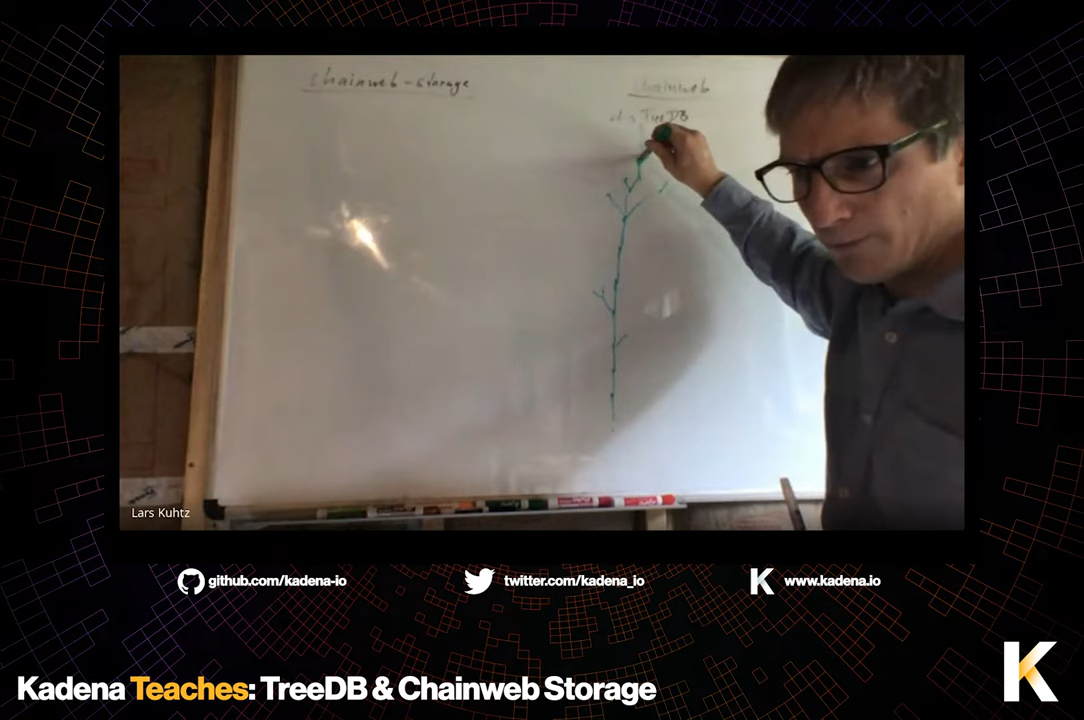 chainweb-storage
chainweb
TreeDB
Lars Kuhtz
github.com/kadena-io
twitter.com/kadena_io
K www.kadena.io
Kadena Teaches: TreeDB & Chainweb Storage
K